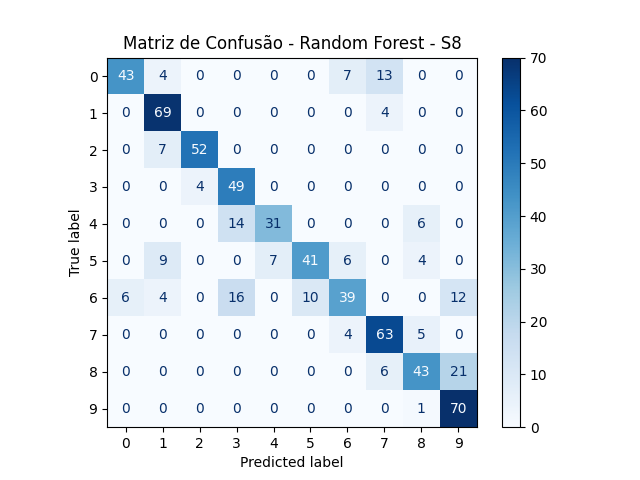 Matriz de Confusão - Random Forest - S8
0 43 4 0 0 0 0 7 13 0 0
1 0 69 0 0 0 0 0 4 0 0
2 0 7 52 0 0 0 0 0 0 0
3 0 0 4 49 0 0 0 0 0 0
4 0 0 0 14 31 0 0 0 6 0
5 0 9 0 0 7 41 6 0 4 0
6 6 4 0 16 0 10 39 0 0 12
7 0 0 0 0 0 0 4 63 5 0
8 0 0 0 0 0 0 0 6 43 21
9 0 0 0 0 0 0 0 0 1 70
0 1 2 3 4 5 6 7 8 9
Predicted label
True label
70
60
50
40
30
20
10
0